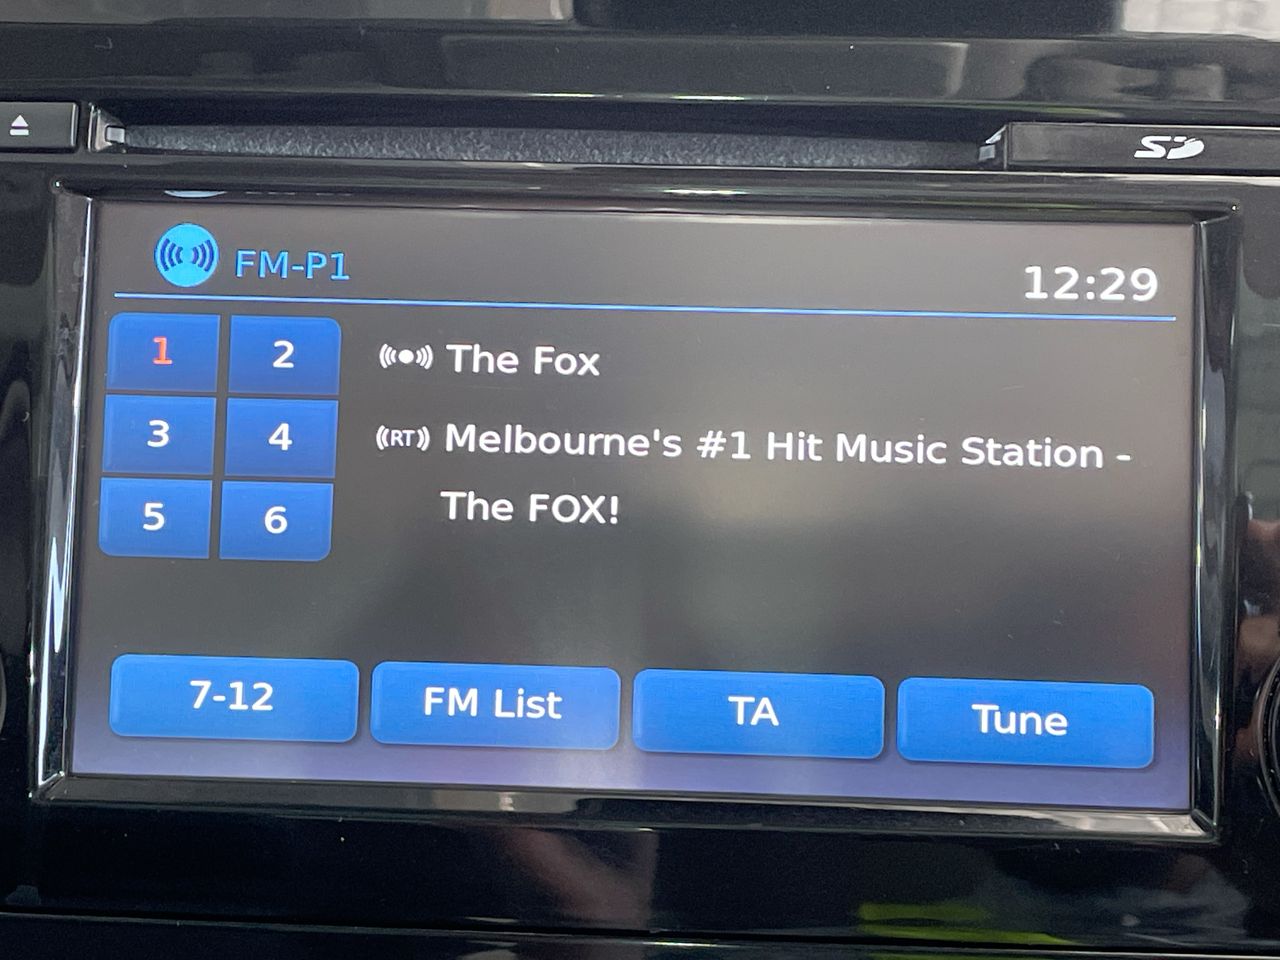 SD
FM-P1
12:29
1 2
The Fox
3 4
RT Melbourne's #1 Hit Music Station -
The FOX!
5 6
7-12 FM List TA Tune